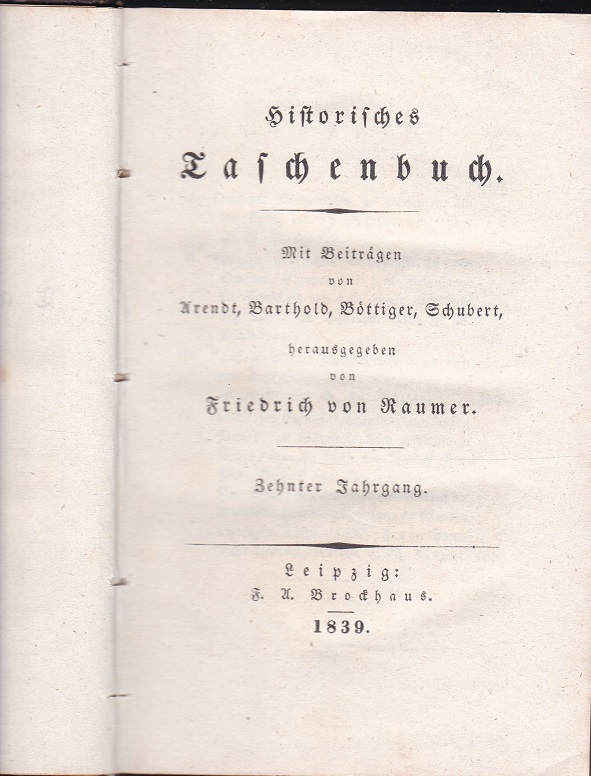 Historisches
Taschenbuch.
Mit Beiträgen
von
Arendt, Barthold, Böttiger, Schubert,
herausgegeben
von
Friedrich von Raumer.
Zehnter Jahrgang.
Leipzig:
F. A. Brockhaus.
1839.